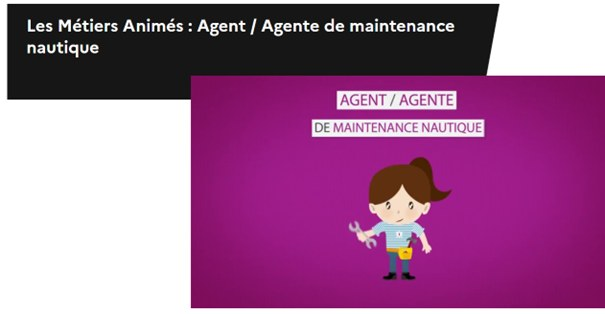 Les Métiers Animés : Agent / Agente de maintenance
nautique
AGENT / AGENTE
DE MAINTENANCE NAUTIQUE